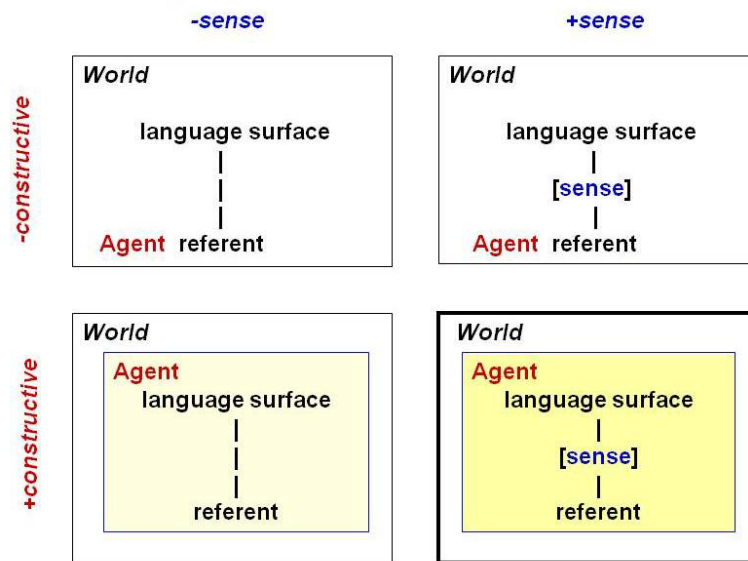 -sense
+sense
-constructive
World
language surface
|
|
|
Agent referent
World
language surface
|
[sense]
|
Agent referent
+constructive
World
Agent
language surface
|
|
|
referent
World
Agent
language surface
|
[sense]
|
referent